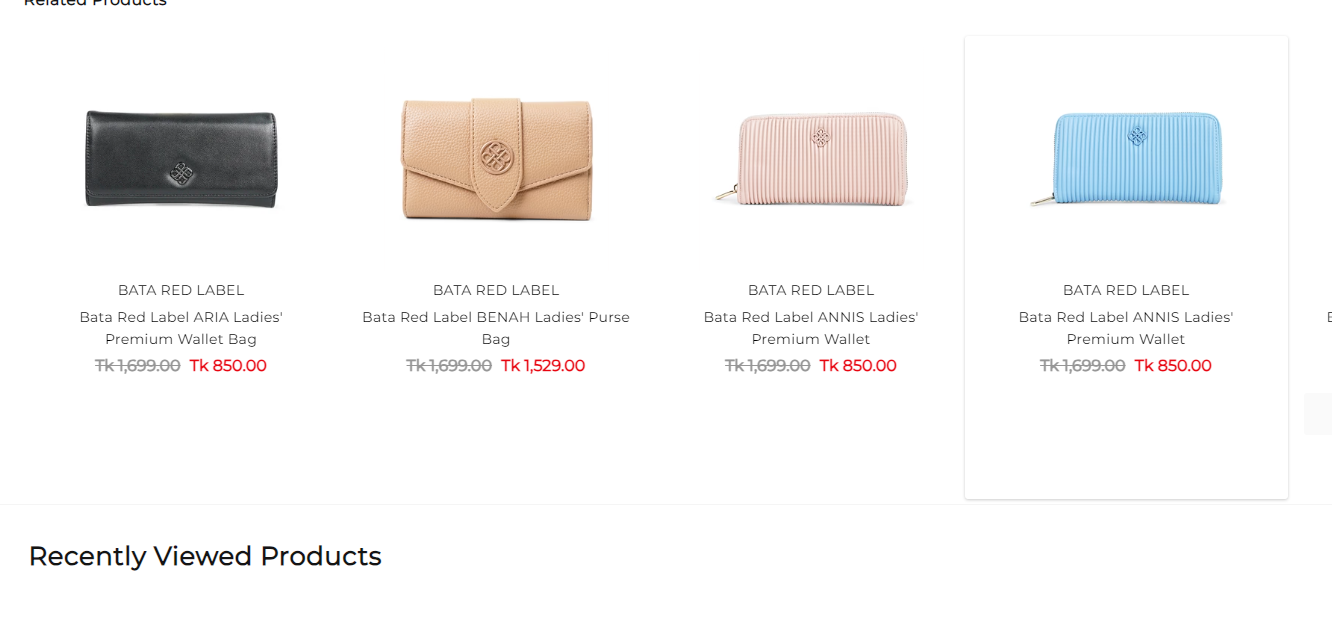 Related Products
BATA RED LABEL
Bata Red Label ARIA Ladies'
Premium Wallet Bag
Tk 1,699.00 Tk 850.00
BATA RED LABEL
Bata Red Label BENAH Ladies' Purse
Bag
Tk 1,699.00 Tk 1,529.00
BATA RED LABEL
Bata Red Label ANNIS Ladies'
Premium Wallet
Tk 1,699.00 Tk 850.00
BATA RED LABEL
Bata Red Label ANNIS Ladies'
Premium Wallet
Tk 1,699.00 Tk 850.00
Recently Viewed Products